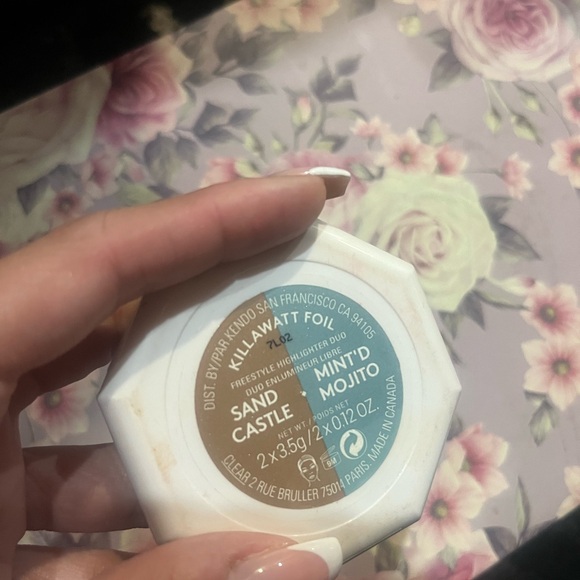 DIST. BY/PAR KENDO SAN FRANCISCO CA 94105
KILLAWATT FOIL
7L02
FREESTYLE HIGHLIGHTER DUO
DUO ENLUMINEUR LIBRE
SAND CASTLE • MINT'D MOJITO
NET WT./POIDS NET
2 x 3.5g/2 x 0.12 OZ.
9M
CLEAR 2 RUE BRULLER 75014 PARIS. MADE IN CANADA